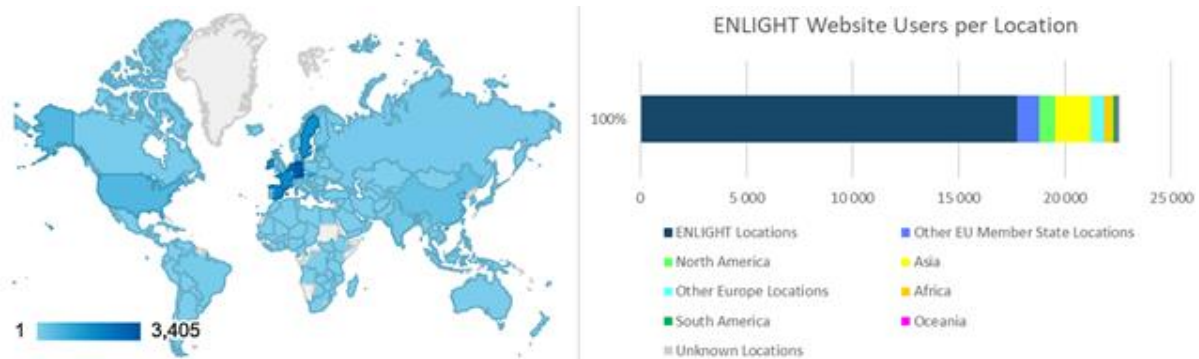 1
3,405
ENLIGHT Website Users per Location
100%
0 5 000 10 000 15 000 20 000 25 000
ENLIGHT Locations
Other EU Member State Locations
North America
Asia
Other Europe Locations
Africa
South America
Oceania
Unknown Locations